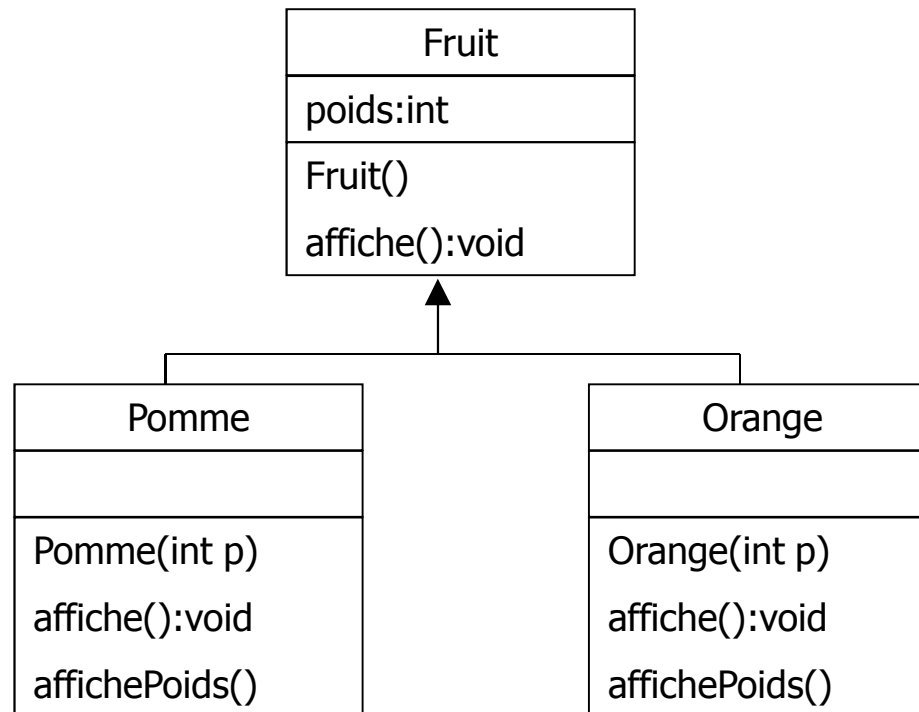 Fruit
poids:int
Fruit()
affiche():void
Pomme
Pomme(int p)
affiche():void
affichePoids()
Orange
Orange(int p)
affiche():void
affichePoids()